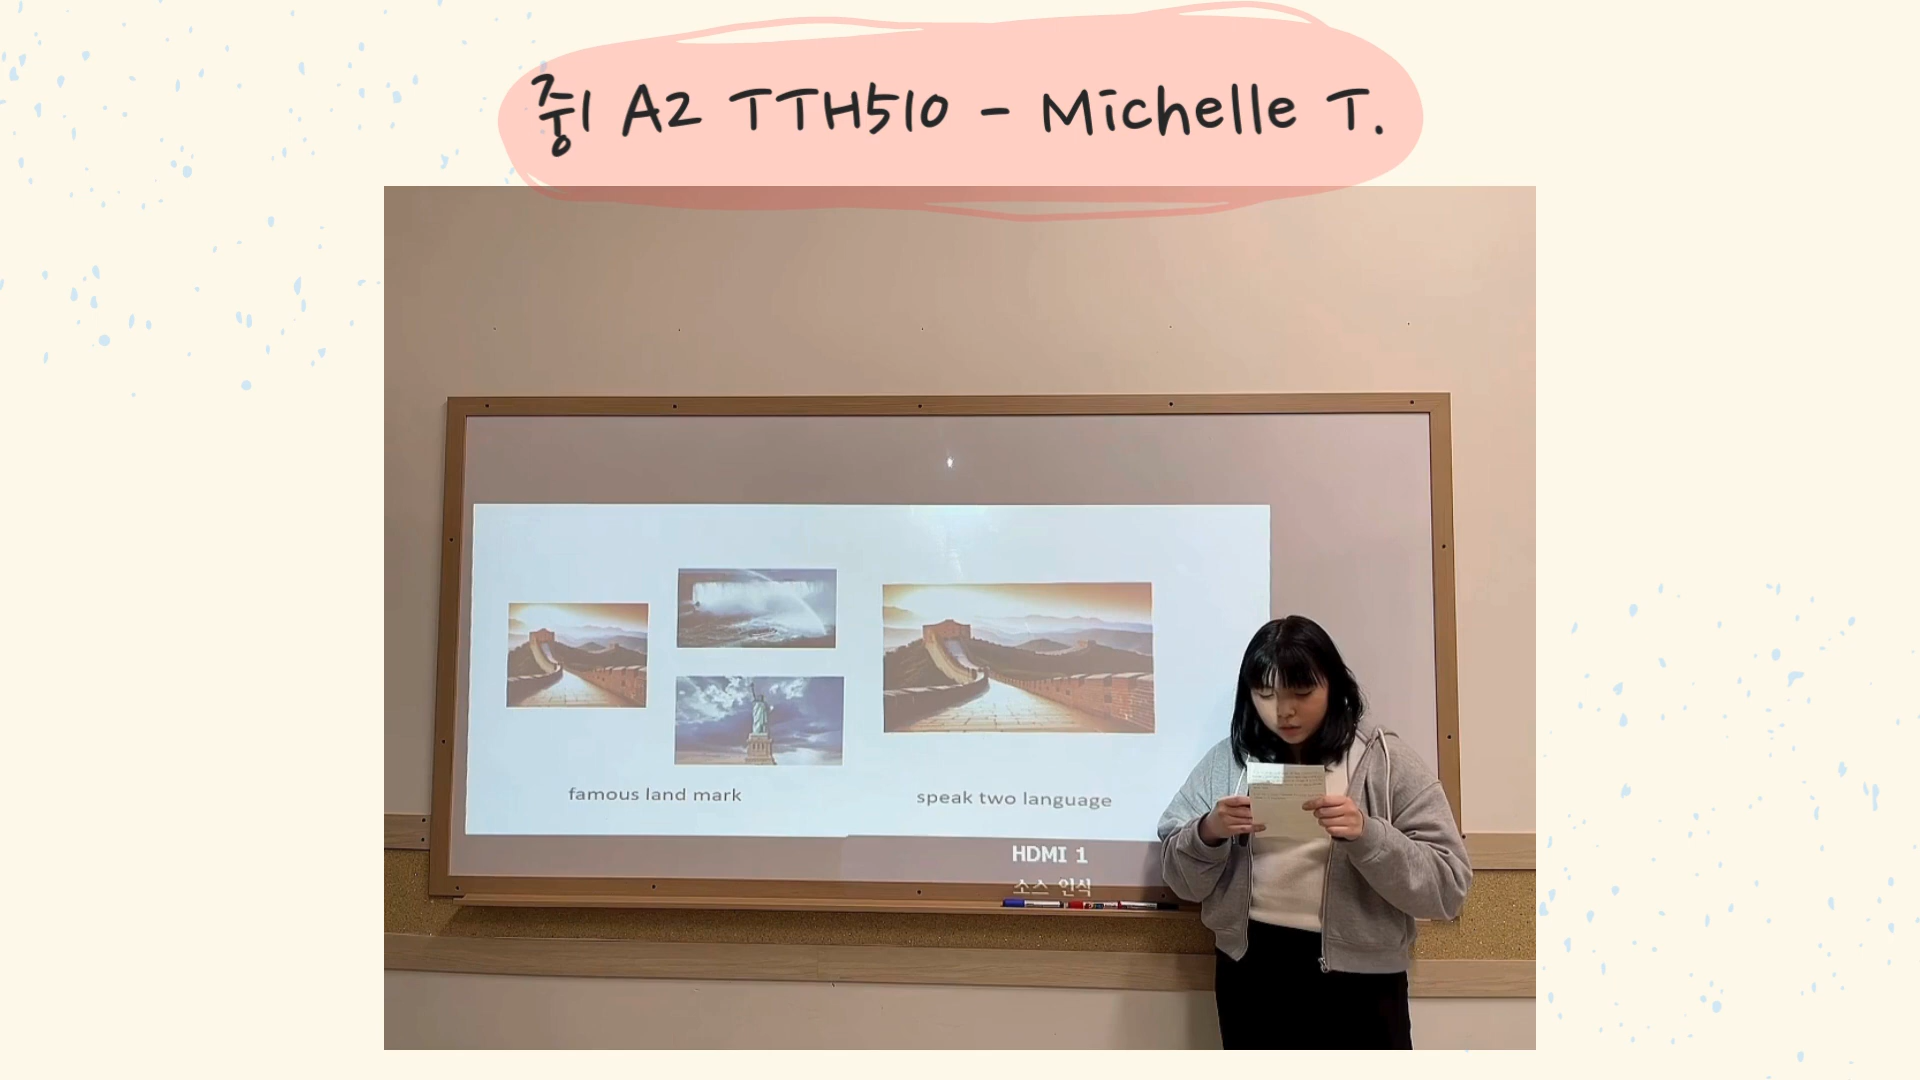 중1 A2 TTH510 - Michelle T.
famous land mark
speak two language
HDMI 1
소스 인식